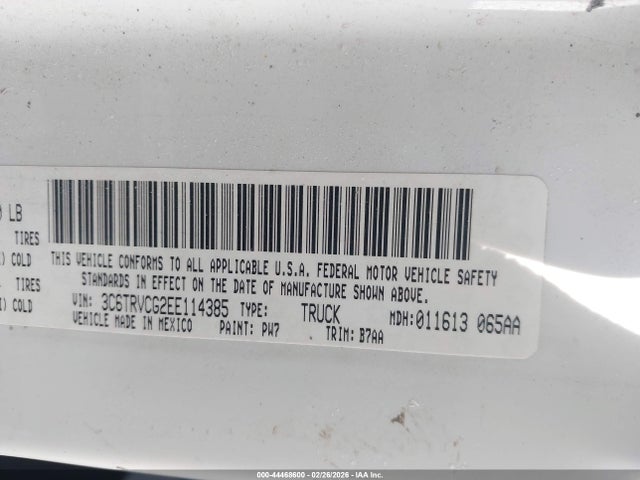 0 LB
TIRES
) COLD
TIRES
) COLD
THIS VEHICLE CONFORMS TO ALL APPLICABLE U.S.A. FEDERAL MOTOR VEHICLE SAFETY
STANDARDS IN EFFECT ON THE DATE OF MANUFACTURE SHOWN ABOVE.
VIN: 3C6TRVCG2EE114385 TYPE: TRUCK MDH:011613 065AA
VEHICLE MADE IN MEXICO PAINT: PW7 TRIM: B7AA
000-44468600 - 02/26/2026 - IAA Inc.